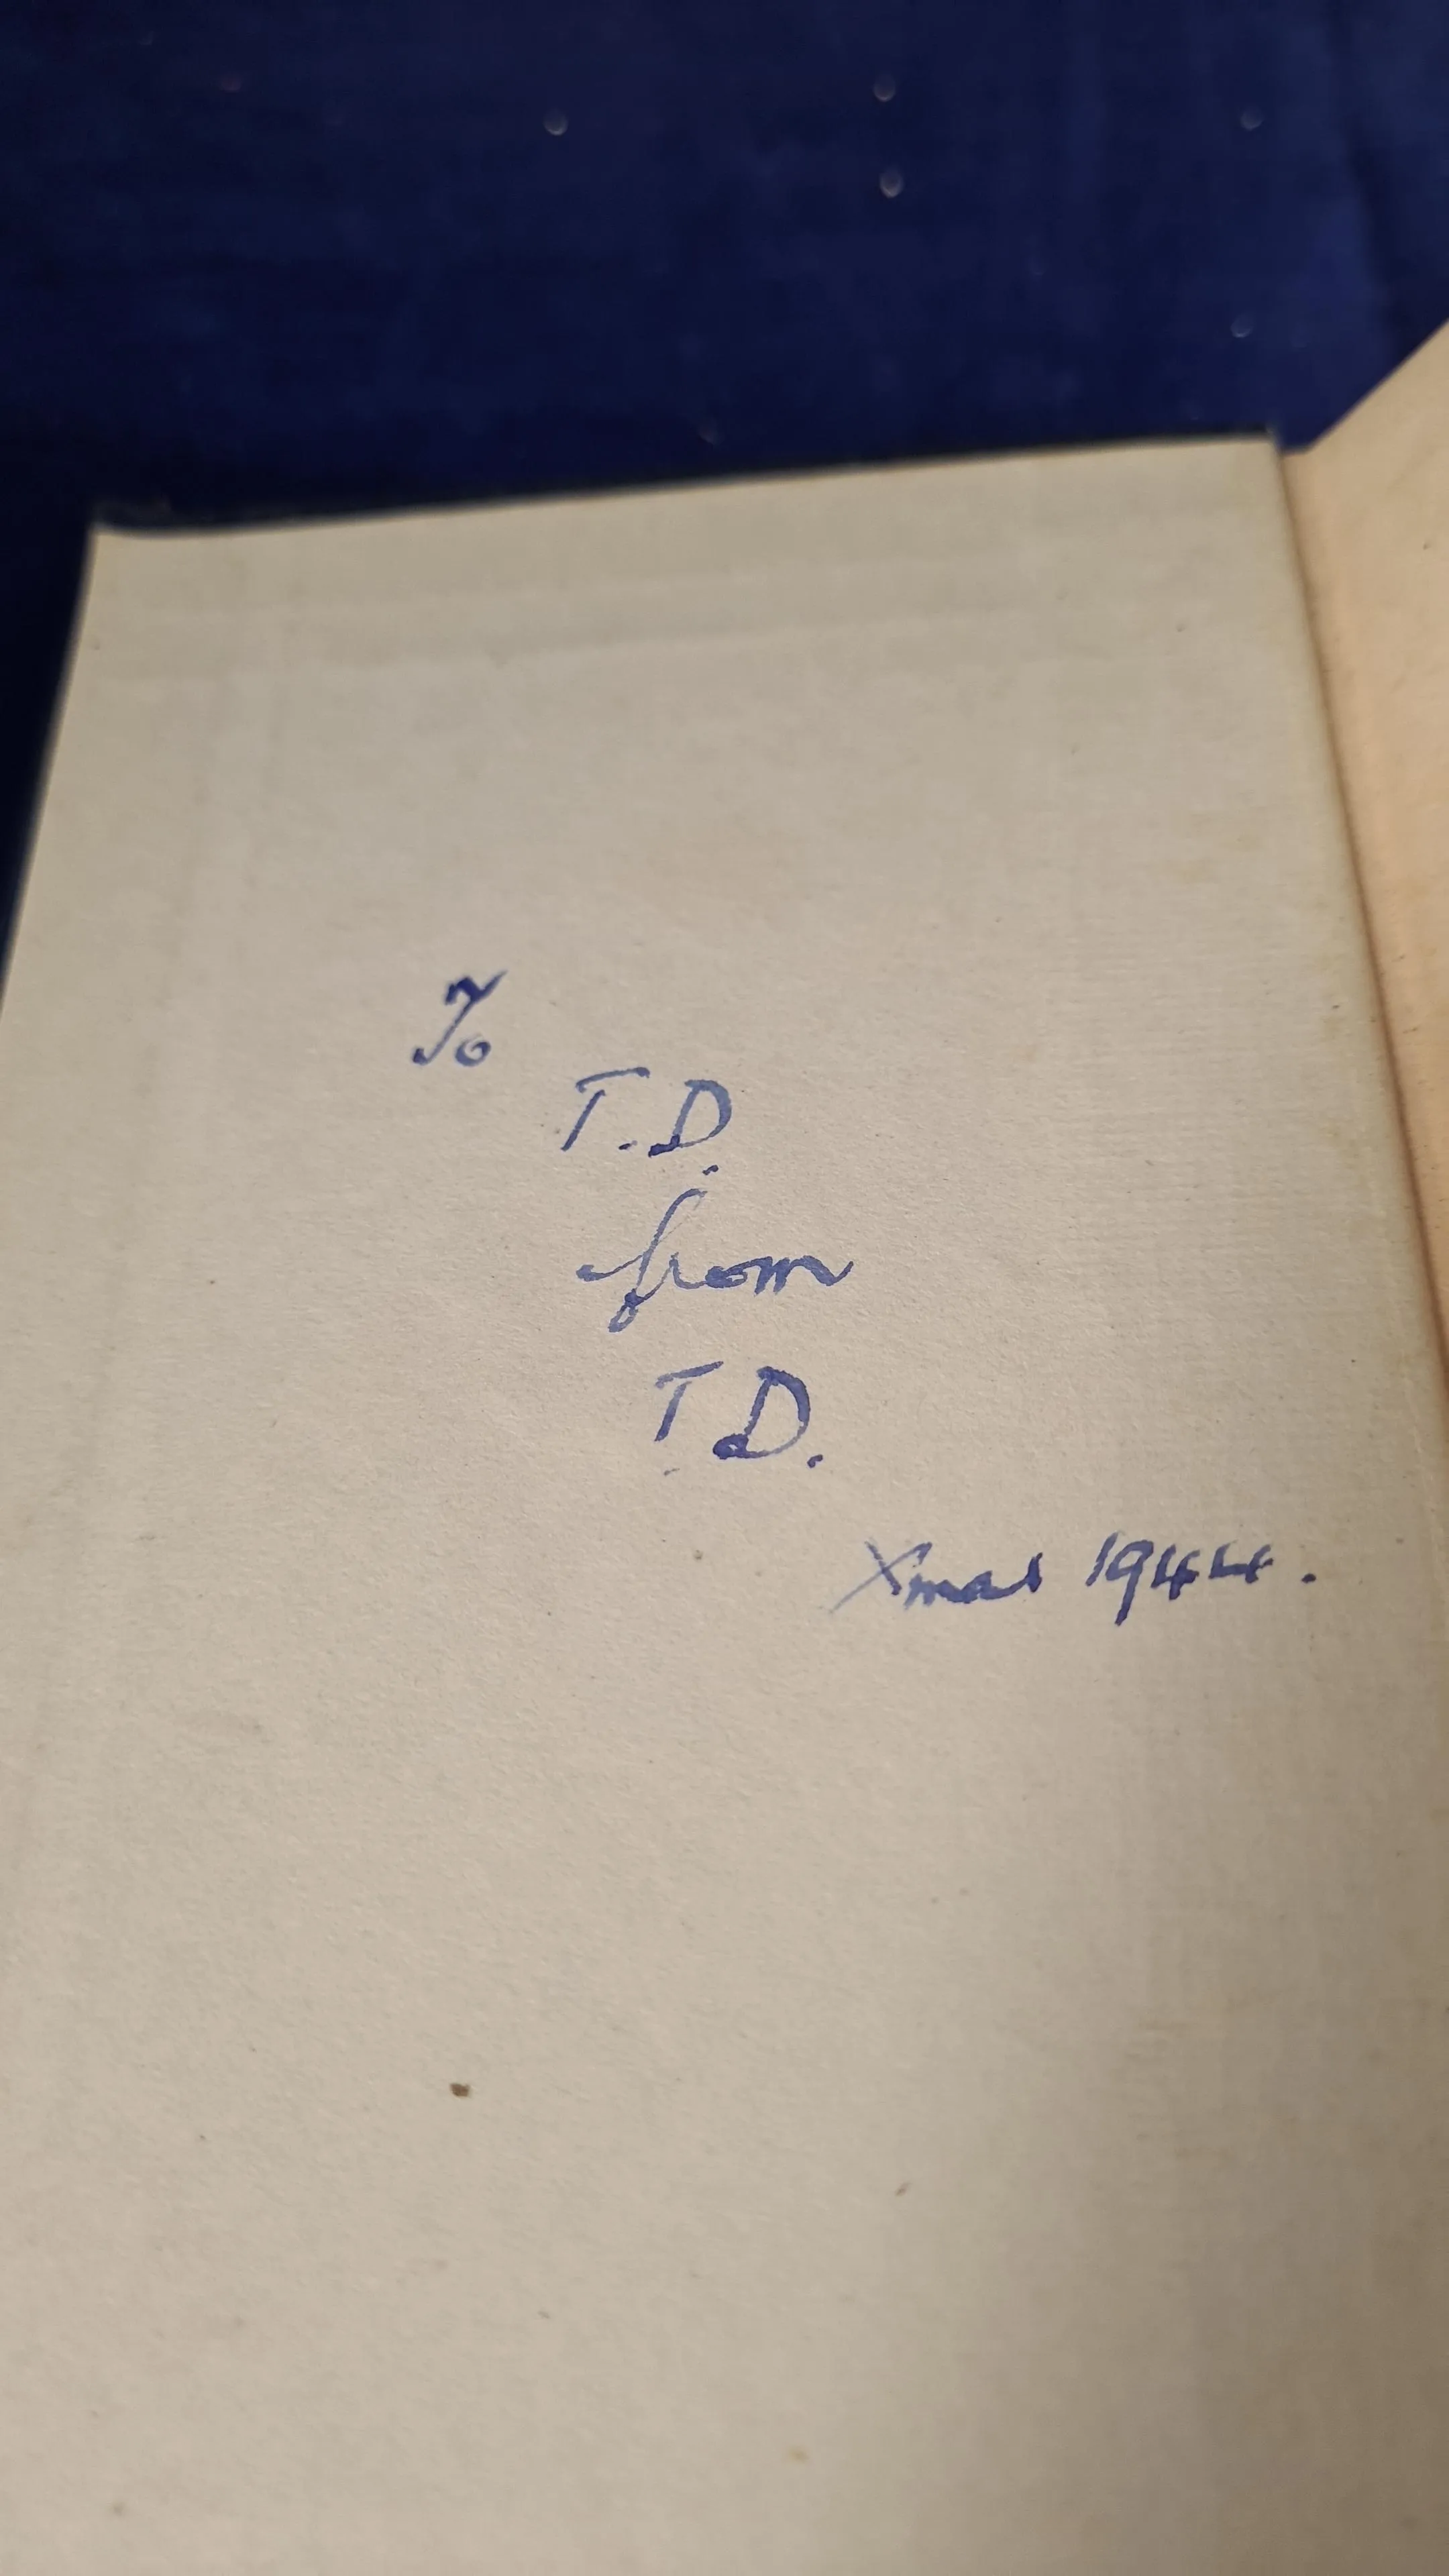 To
T.D.
from
T.D.
Xmas 1944.